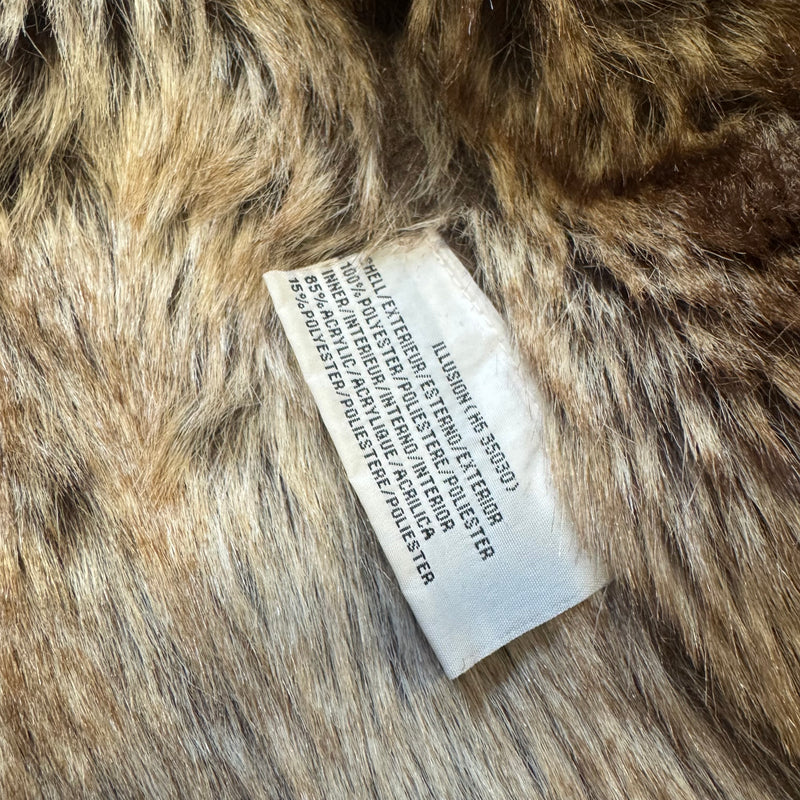 ILLUSION (H6 35030)
SHELL/EXTERIEUR/ESTERNO/EXTERIOR
100% POLYESTER/POLIESTERE/POLIESTER
INNER/INTERIEUR/INTERNO/INTERIOR
85% ACRYLIC/ACRYLIQUE/ACRILICA
15% POLYESTER/POLIESTERE/POLIESTER